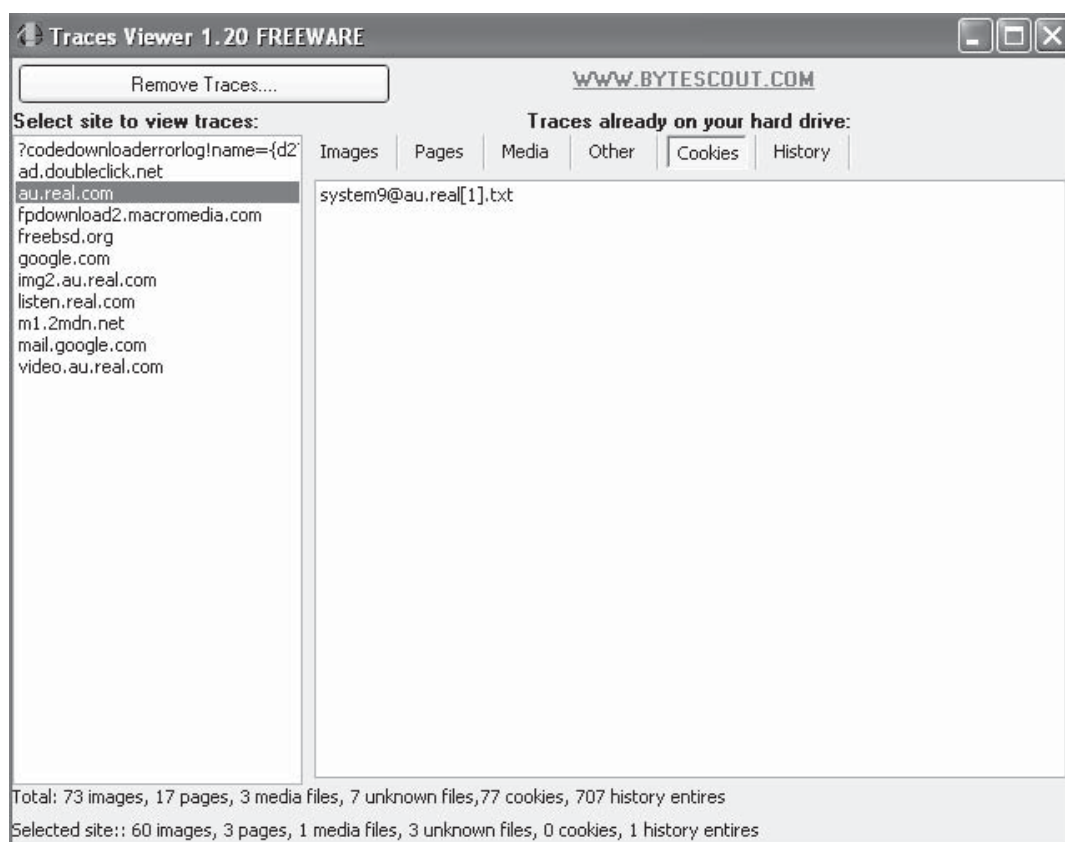 Traces Viewer 1.20 FREEWARE
Remove Traces....
WWW.BYTESCOUT.COM
Select site to view traces:
Traces already on your hard drive:
Images Pages Media Other Cookies History
?codedownloaderrorlog!name={d2
ad.doubleclick.net
au.real.com
fpdownload2.macromedia.com
freebsd.org
google.com
img2.au.real.com
listen.real.com
m1.2mdn.net
mail.google.com
video.au.real.com
system9@au.real[1].txt
Total: 73 images, 17 pages, 3 media files, 7 unknown files,77 cookies, 707 history entires
Selected site:: 60 images, 3 pages, 1 media files, 3 unknown files, 0 cookies, 1 history entires